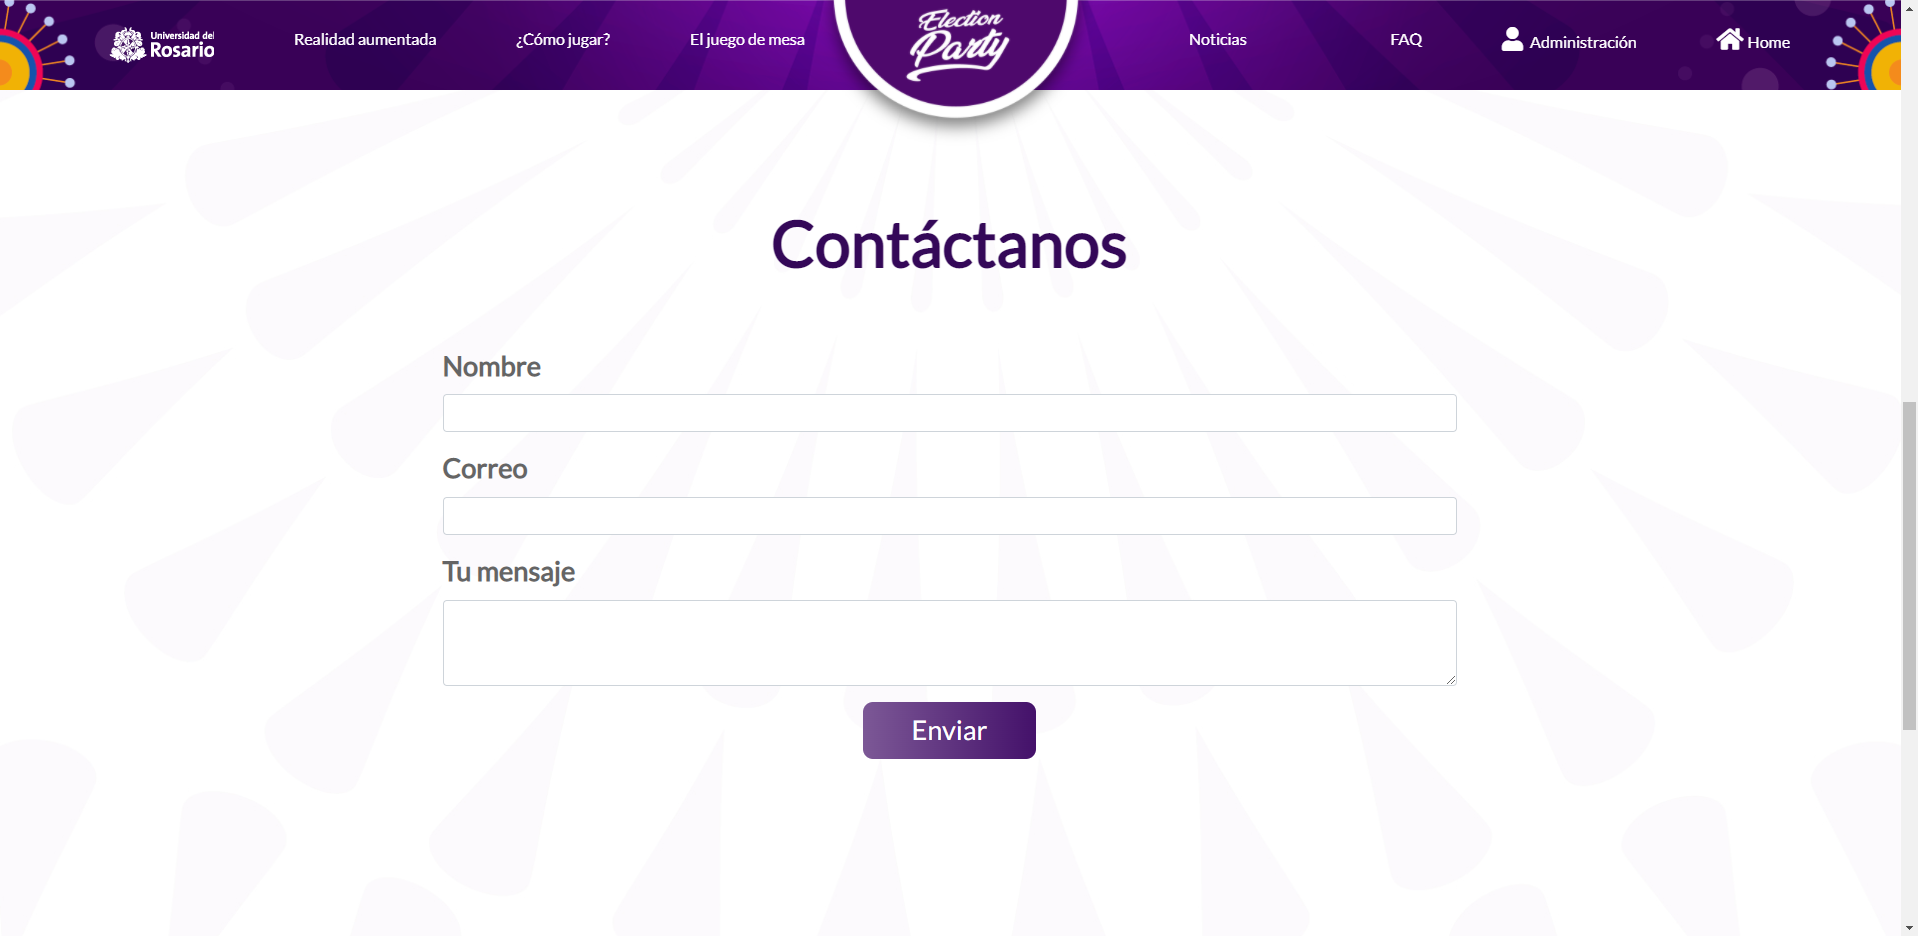 Universidad del
Rosario
Realidad aumentada
¿Cómo jugar?
El juego de mesa
Election
Party
Noticias
FAQ
Administración
Home
Contáctanos
Nombre
Correo
Tu mensaje
Enviar